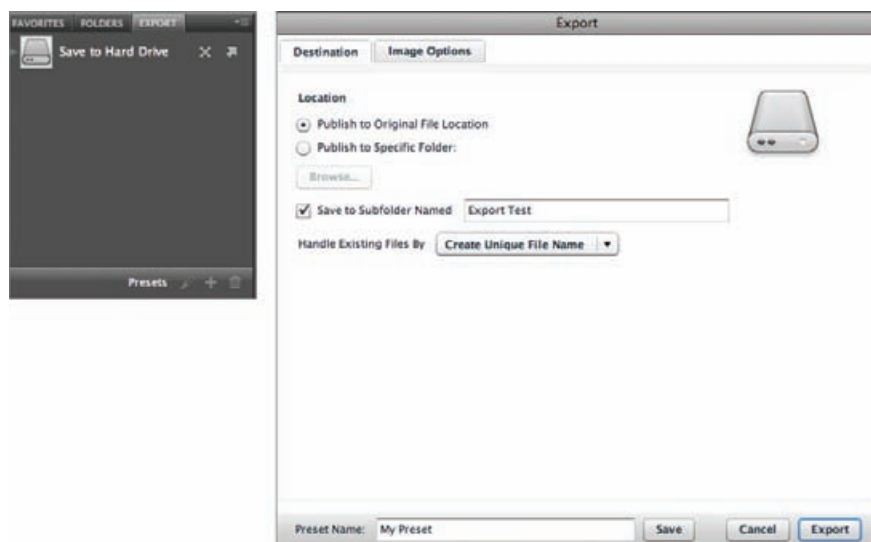 FAVORITES FOLDERS EXPORT
Save to Hard Drive
Presets
Export
Destination Image Options
Location
Publish to Original File Location
Publish to Specific Folder:
Browse...
Save to Subfolder Named Export Test
Handle Existing Files By Create Unique File Name
Preset Name: My Preset Save Cancel Export